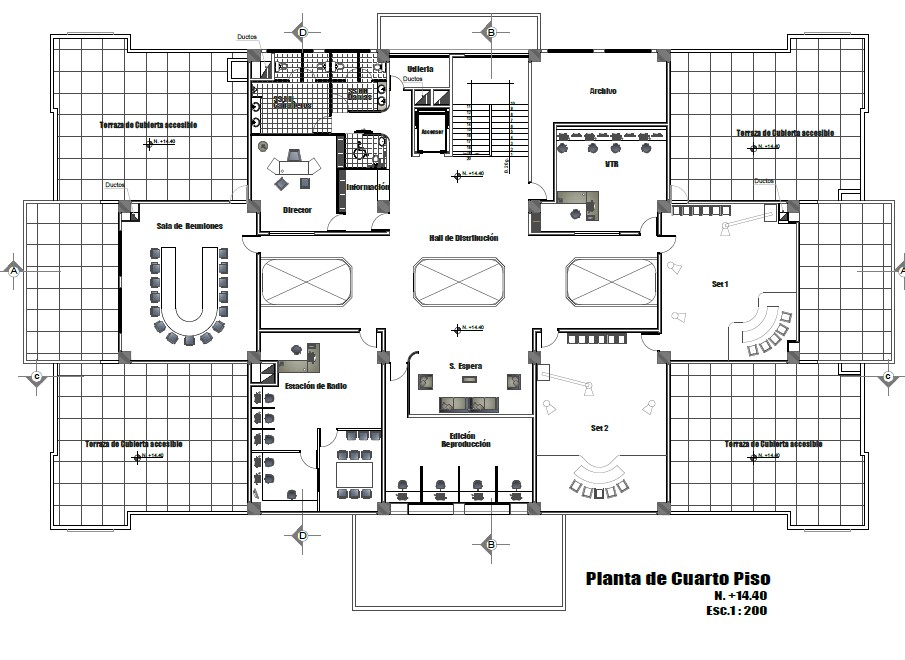 D
B
Ductos
Utileria
Ductos
Archivo
SS.HH
Ascensor
Terraza de Cubierta accesible
N. +14.40
Terraza de Cubierta accesible
N. +14.40
VTR
N. +14.40
Ductos
Información
Ductos
Director
Sala de Reuniones
Hall de Distribución
A
A
Set 1
N. +14.40
S. Espera
C
C
Estación de Radio
Set 2
Edición
Reproducción
Terraza de Cubierta accesible
N. +14.40
Terraza de Cubierta accesible
N. +14.40
D
B
Planta de Cuarto Piso
N. +14.40
Esc.1 : 200